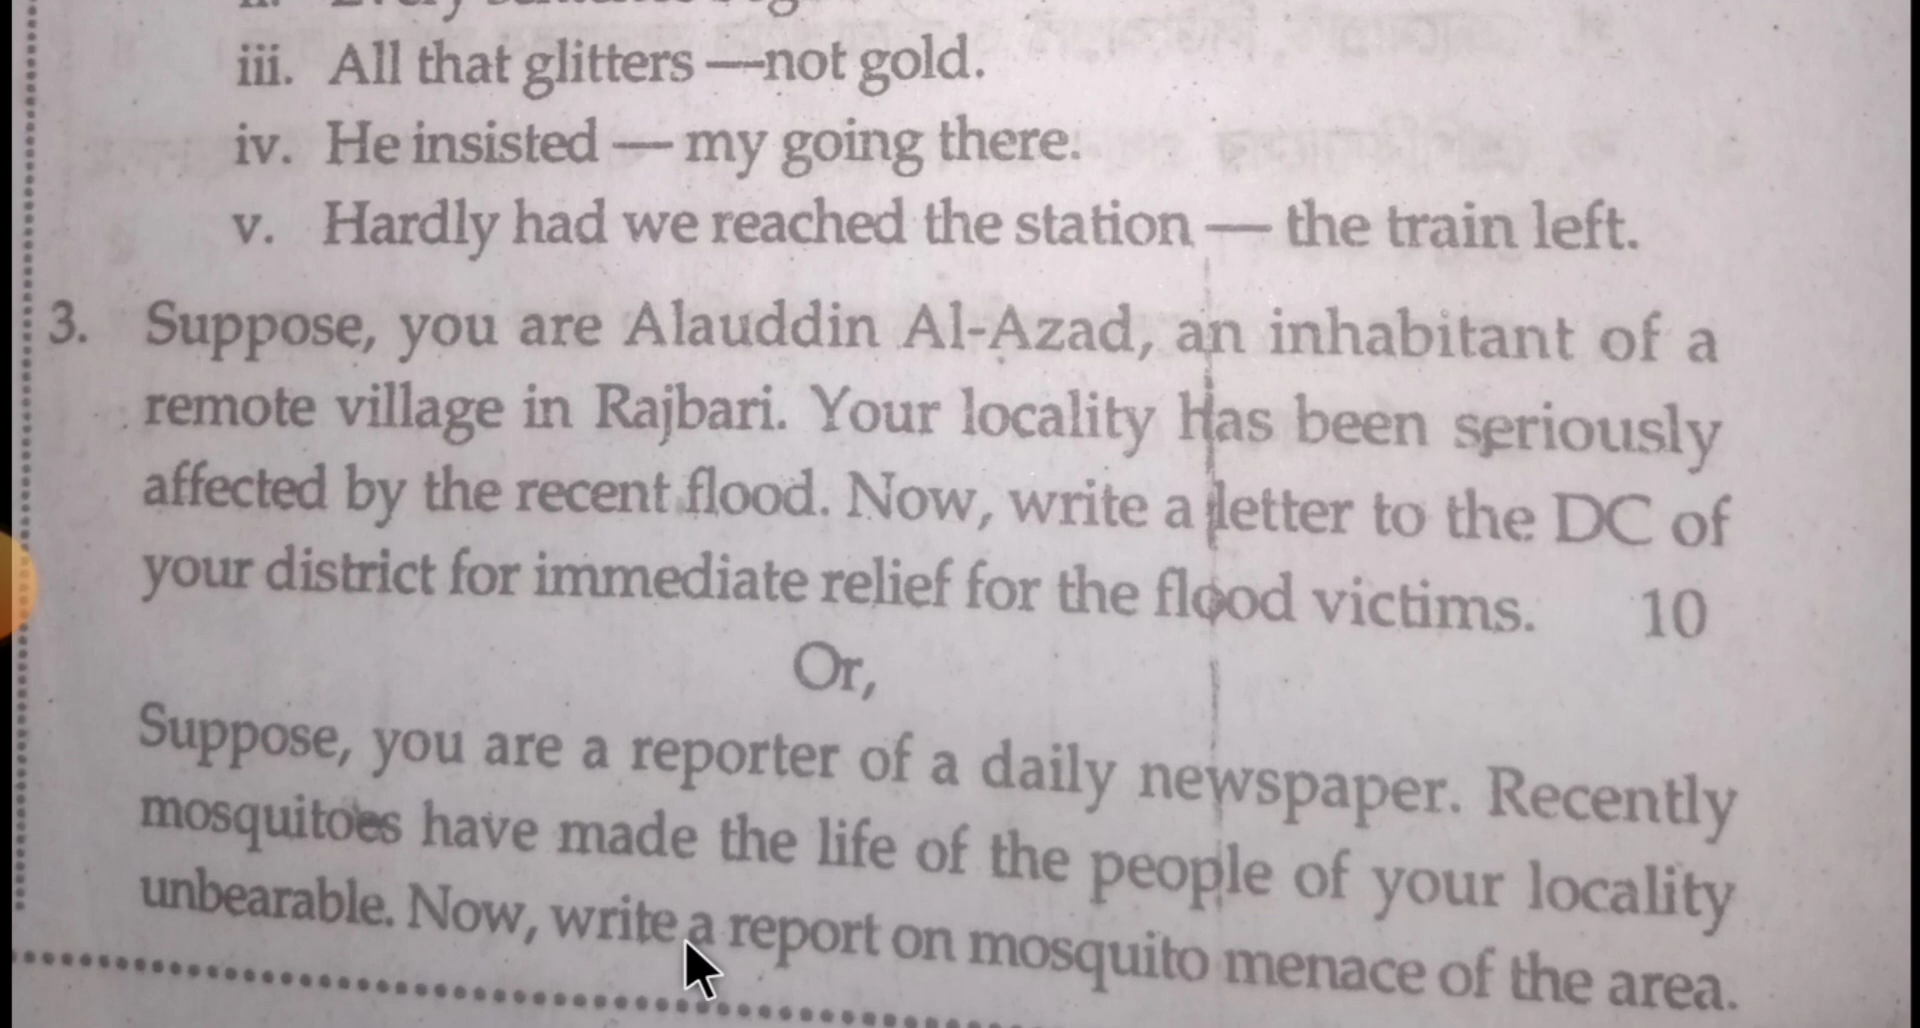 iii. All that glitters —not gold.
iv. He insisted — my going there.
v. Hardly had we reached the station — the train left.
3. Suppose, you are Alauddin Al-Azad, an inhabitant of a
remote village in Rajbari. Your locality has been seriously
affected by the recent flood. Now, write a letter to the DC of
your district for immediate relief for the flood victims. 10
Or,
Suppose, you are a reporter of a daily newspaper. Recently
mosquitoes have made the life of the people of your locality
unbearable. Now, write a report on mosquito menace of the area.